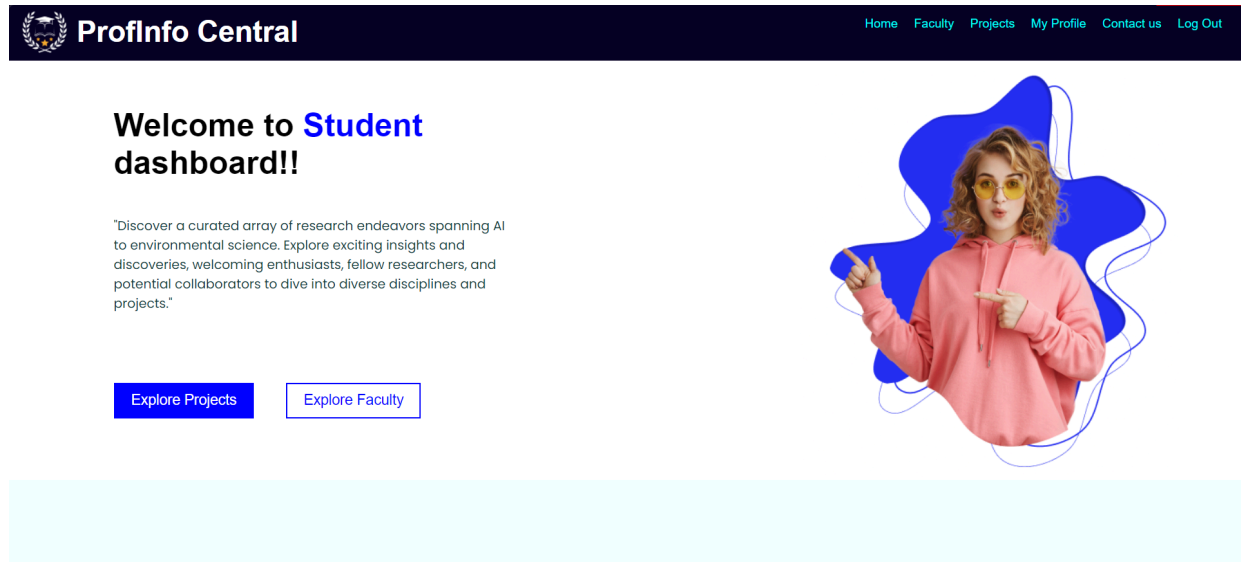 ProfInfo Central
Home Faculty Projects My Profile Contact us Log Out
Welcome to Student
dashboard!!
"Discover a curated array of research endeavors spanning AI
to environmental science. Explore exciting insights and
discoveries, welcoming enthusiasts, fellow researchers, and
potential collaborators to dive into diverse disciplines and
projects."
Explore Projects
Explore Faculty